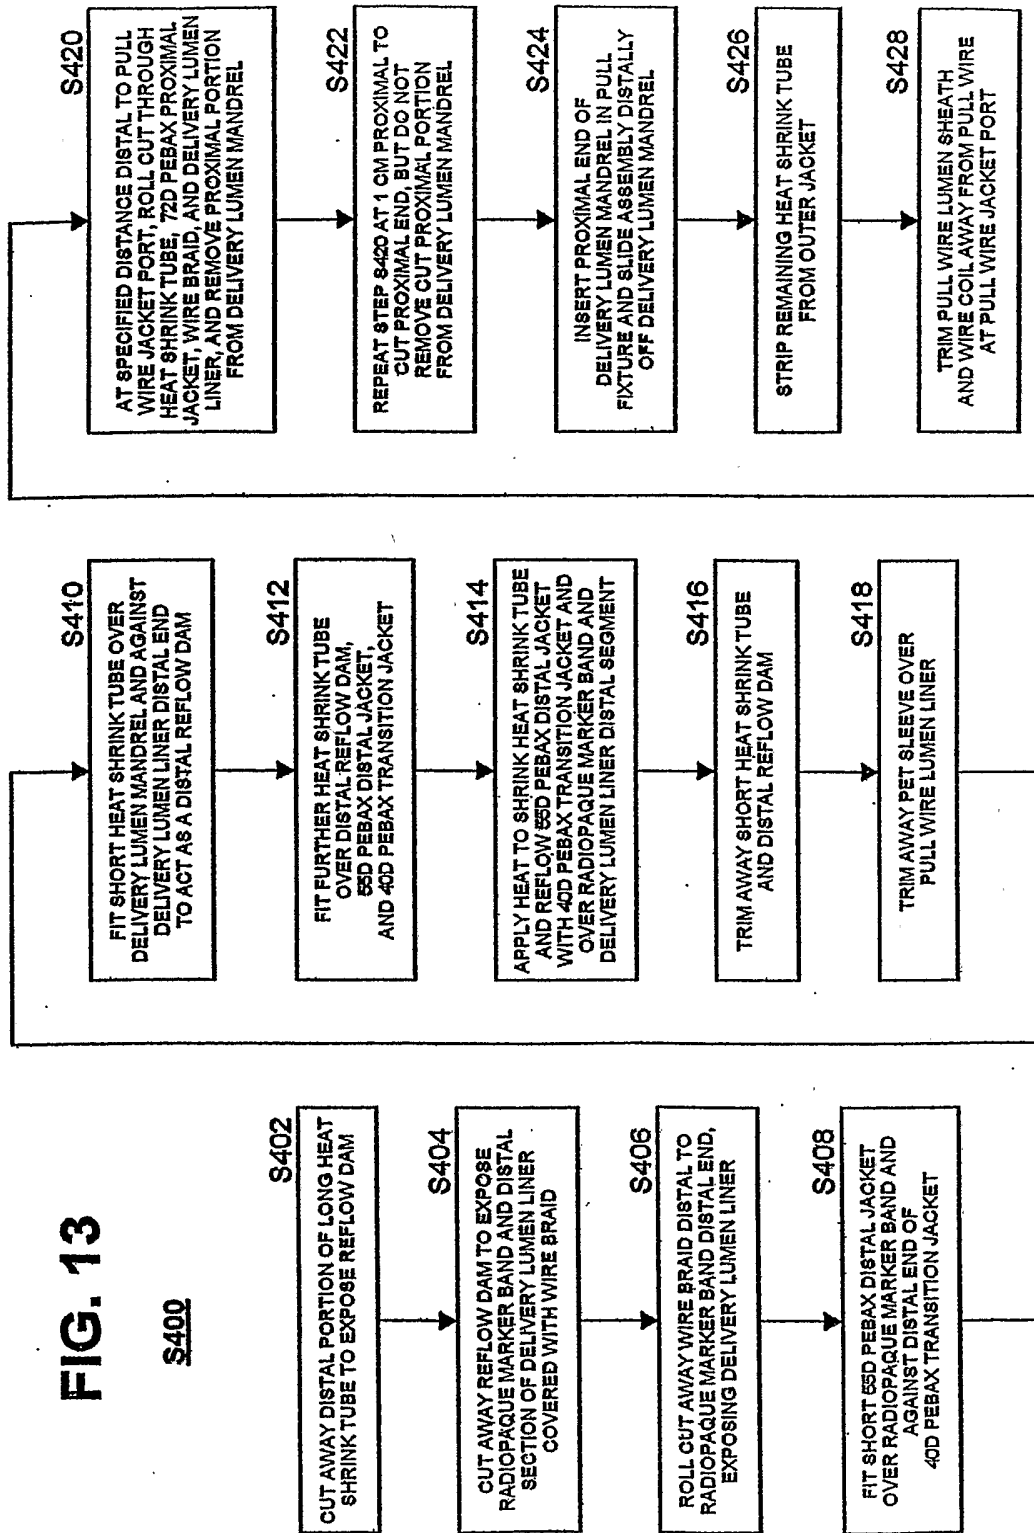 FIG. 13
S400
S402
CUT AWAY DISTAL PORTION OF LONG HEAT
SHRINK TUBE TO EXPOSE REFLOW DAM
S404
CUT AWAY REFLOW DAM TO EXPOSE
RADIOPAQUE MARKER BAND AND DISTAL
SECTION OF DELIVERY LUMEN LINER
COVERED WITH WIRE BRAID
S406
ROLL CUT AWAY WIRE BRAID DISTAL TO
RADIOPAQUE MARKER BAND DISTAL END,
EXPOSING DELIVERY LUMEN LINER
S408
FIT SHORT 55D PEBAX DISTAL JACKET
OVER RADIOPAQUE MARKER BAND AND
AGAINST DISTAL END OF
40D PEBAX TRANSITION JACKET
S410
FIT SHORT HEAT SHRINK TUBE OVER
DELIVERY LUMEN MANDREL AND AGAINST
DELIVERY LUMEN LINER DISTAL END
TO ACT AS A DISTAL REFLOW DAM
S412
FIT FURTHER HEAT SHRINK TUBE
OVER DISTAL REFLOW DAM,
55D PEBAX DISTAL JACKET,
AND 40D PEBAX TRANSITION JACKET
S414
APPLY HEAT TO SHRINK HEAT SHRINK TUBE
AND REFLOW 55D PEBAX DISTAL JACKET
WITH 40D PEBAX TRANSITION JACKET AND
OVER RADIOPAQUE MARKER BAND AND
DELIVERY LUMEN LINER DISTAL SEGMENT
S416
TRIM AWAY SHORT HEAT SHRINK TUBE
AND DISTAL REFLOW DAM
S418
TRIM AWAY PET SLEEVE OVER
PULL WIRE LUMEN LINER
S420
AT SPECIFIED DISTANCE DISTAL TO PULL
WIRE JACKET PORT, ROLL CUT THROUGH
HEAT SHRINK TUBE, 72D PEBAX PROXIMAL
JACKET, WIRE BRAID, AND DELIVERY LUMEN
LINER, AND REMOVE PROXIMAL PORTION
FROM DELIVERY LUMEN MANDREL
S422
REPEAT STEP S420 AT 1 CM PROXIMAL TO
CUT PROXIMAL END, BUT DO NOT
REMOVE CUT PROXIMAL PORTION
FROM DELIVERY LUMEN MANDREL
S424
INSERT PROXIMAL END OF
DELIVERY LUMEN MANDREL IN PULL
FIXTURE AND SLIDE ASSEMBLY DISTALLY
OFF DELIVERY LUMEN MANDREL
S426
STRIP REMAINING HEAT SHRINK TUBE
FROM OUTER JACKET
S428
TRIM PULL WIRE LUMEN SHEATH
AND WIRE COIL AWAY FROM PULL WIRE
AT PULL WIRE JACKET PORT